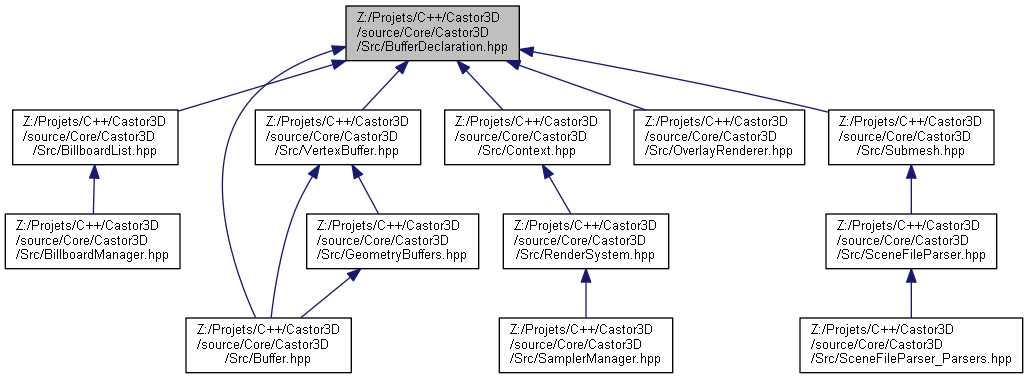 Z:/Projets/C++/Castor3D
/source/Core/Castor3D
/Src/BufferDeclaration.hpp
Z:/Projets/C++/Castor3D
/source/Core/Castor3D
/Src/BillboardList.hpp
Z:/Projets/C++/Castor3D
/source/Core/Castor3D
/Src/VertexBuffer.hpp
Z:/Projets/C++/Castor3D
/source/Core/Castor3D
/Src/Context.hpp
Z:/Projets/C++/Castor3D
/source/Core/Castor3D
/Src/OverlayRenderer.hpp
Z:/Projets/C++/Castor3D
/source/Core/Castor3D
/Src/Submesh.hpp
Z:/Projets/C++/Castor3D
/source/Core/Castor3D
/Src/BillboardManager.hpp
Z:/Projets/C++/Castor3D
/source/Core/Castor3D
/Src/GeometryBuffers.hpp
Z:/Projets/C++/Castor3D
/source/Core/Castor3D
/Src/RenderSystem.hpp
Z:/Projets/C++/Castor3D
/source/Core/Castor3D
/Src/SceneFileParser.hpp
Z:/Projets/C++/Castor3D
/source/Core/Castor3D
/Src/Buffer.hpp
Z:/Projets/C++/Castor3D
/source/Core/Castor3D
/Src/SamplerManager.hpp
Z:/Projets/C++/Castor3D
/source/Core/Castor3D
/Src/SceneFileParser_Parsers.hpp